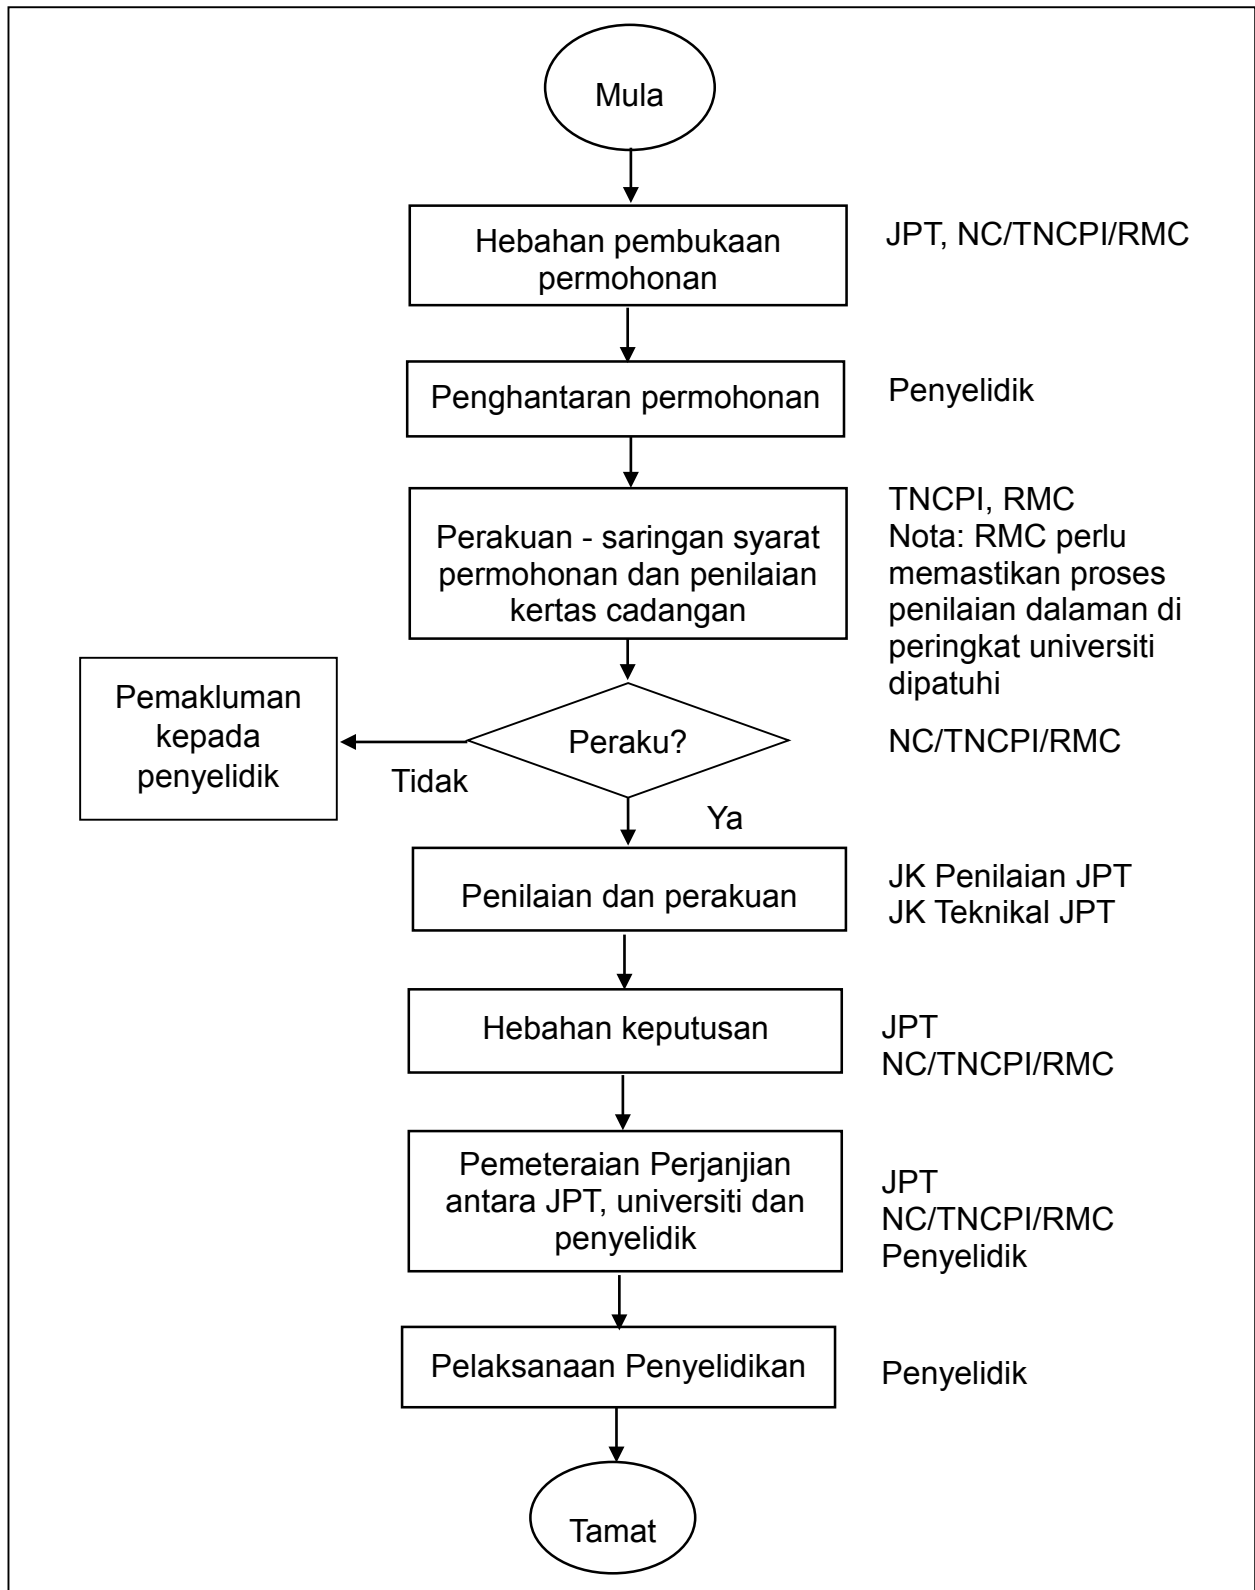 Mula
Hebahan pembukaan
permohonan
JPT, NC/TNCPI/RMC
Penghantaran permohonan
Penyelidik
Perakuan - saringan syarat
permohonan dan penilaian
kertas cadangan
TNCPI, RMC
Nota: RMC perlu
memastikan proses
penilaian dalaman di
peringkat universiti
dipatuhi
Pemakluman
kepada
penyelidik
Tidak
Peraku?
NC/TNCPI/RMC
Ya
Penilaian dan perakuan
JK Penilaian JPT
JK Teknikal JPT
Hebahan keputusan
JPT
NC/TNCPI/RMC
Pemeteraian Perjanjian
antara JPT, universiti dan
penyelidik
JPT
NC/TNCPI/RMC
Penyelidik
Pelaksanaan Penyelidikan
Penyelidik
Tamat